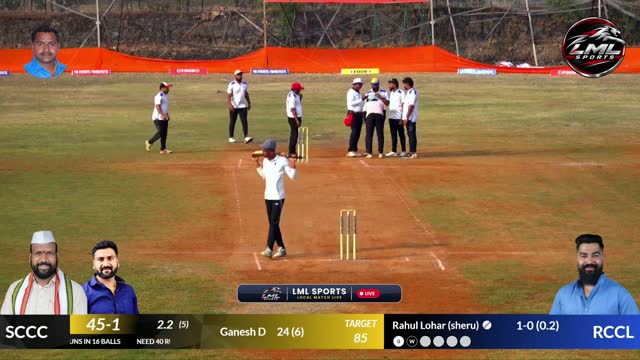 LML
SPORTS
FOUR
LML SPORTS
LOCAL MATCH LIVE
LIVE
SCCC
45-1
2.2 (5)
UNS IN 16 BALLS
NEED 40 R
Ganesh D 24 (6)
TARGET
85
Rahul Lohar (sheru)
1-0 (0.2)
0 W
RCCL